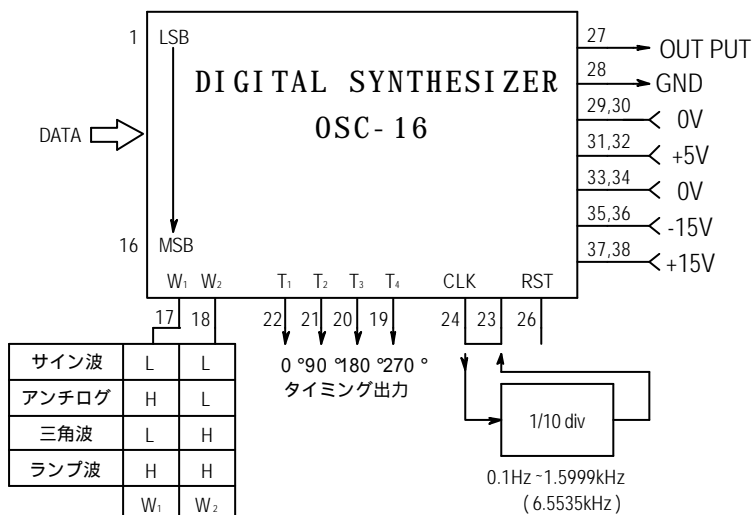 1 LSB
DIGITAL SYNTHESIZER
OSC-16
DATA
16 MSB
W₁ W₂ T₁ T₂ T₃ T₄ CLK RST
27 OUT PUT
28 GND
29,30 0V
31,32 +5V
33,34 0V
35,36 -15V
37,38 +15V
17 18 22 21 20 19 24 23 26
0°90°180°270°
タイミング出力
サイン波 L L
アンチログ H L
三角波 L H
ランプ波 H H
W₁ W₂
1/10 div
0.1Hz~1.5999kHz
(6.5535kHz)